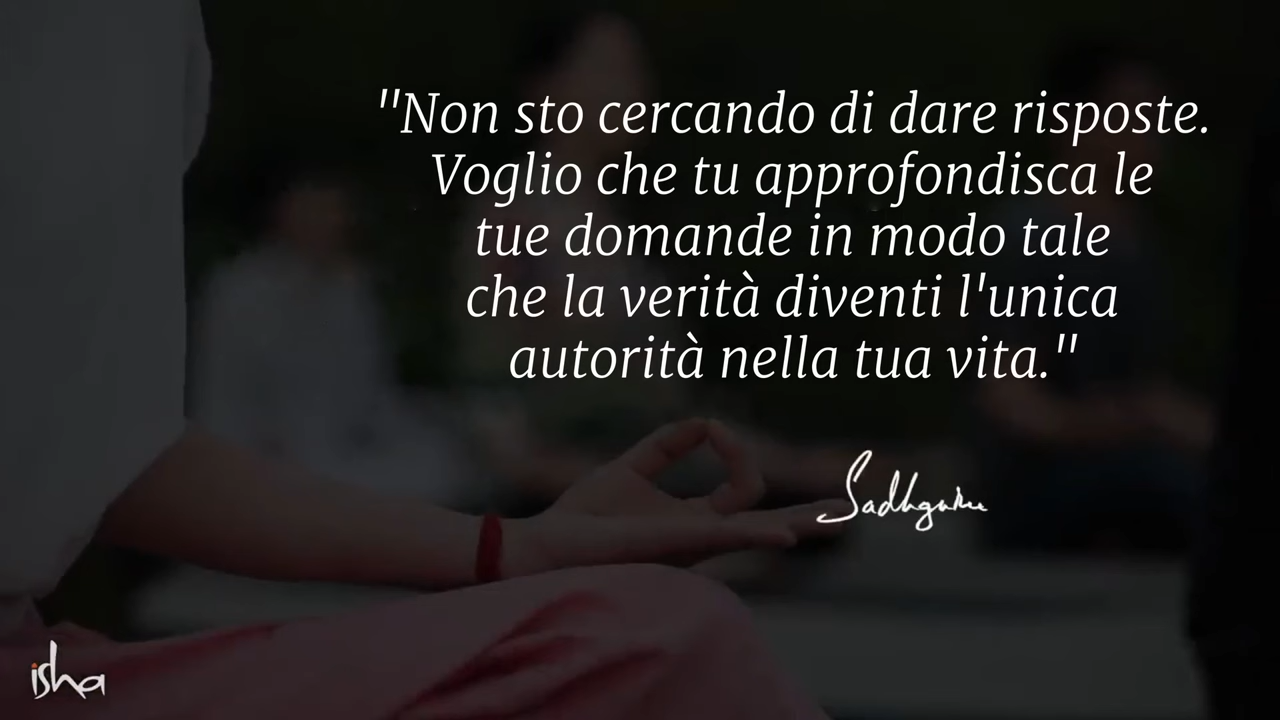 "Non sto cercando di dare risposte.
Voglio che tu approfondisca le
tue domande in modo tale
che la verità diventi l'unica
autorità nella tua vita."
Sadhguru
isha